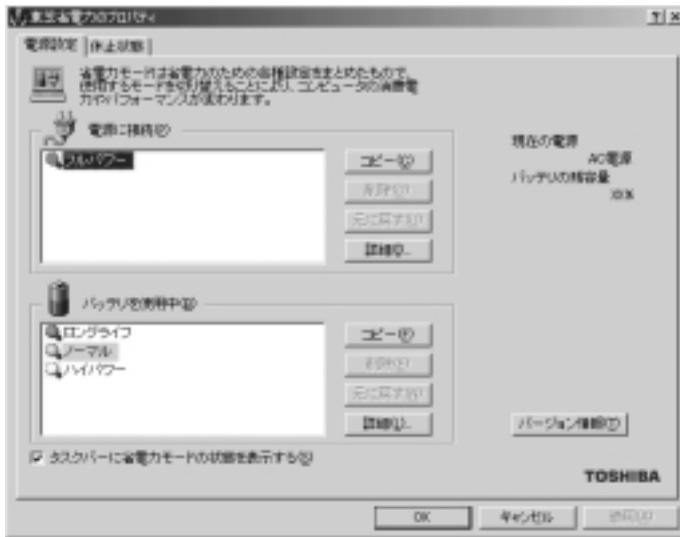 東芝省電力のプロパティ
電源設定
休止状態
省電力モードは省電力のための各種設定をまとめたもので、
使用するモードを切り替えることにより、コンピュータの消費電
力やパフォーマンスが変わります。
電源に接続(P)
フルパワー
コピー(C)
削除(D)
元に戻す(U)
詳細
現在の電源
AC電源
バッテリの残容量
バッテリを使用中(B)
ロングライフ
ノーマル
ハイパワー
コピー
削除
元に戻す
詳細(L)...
バージョン情報
タスクバーに省電力モードの状態を表示する(S)
TOSHIBA
OK
キャンセル
適用(A)